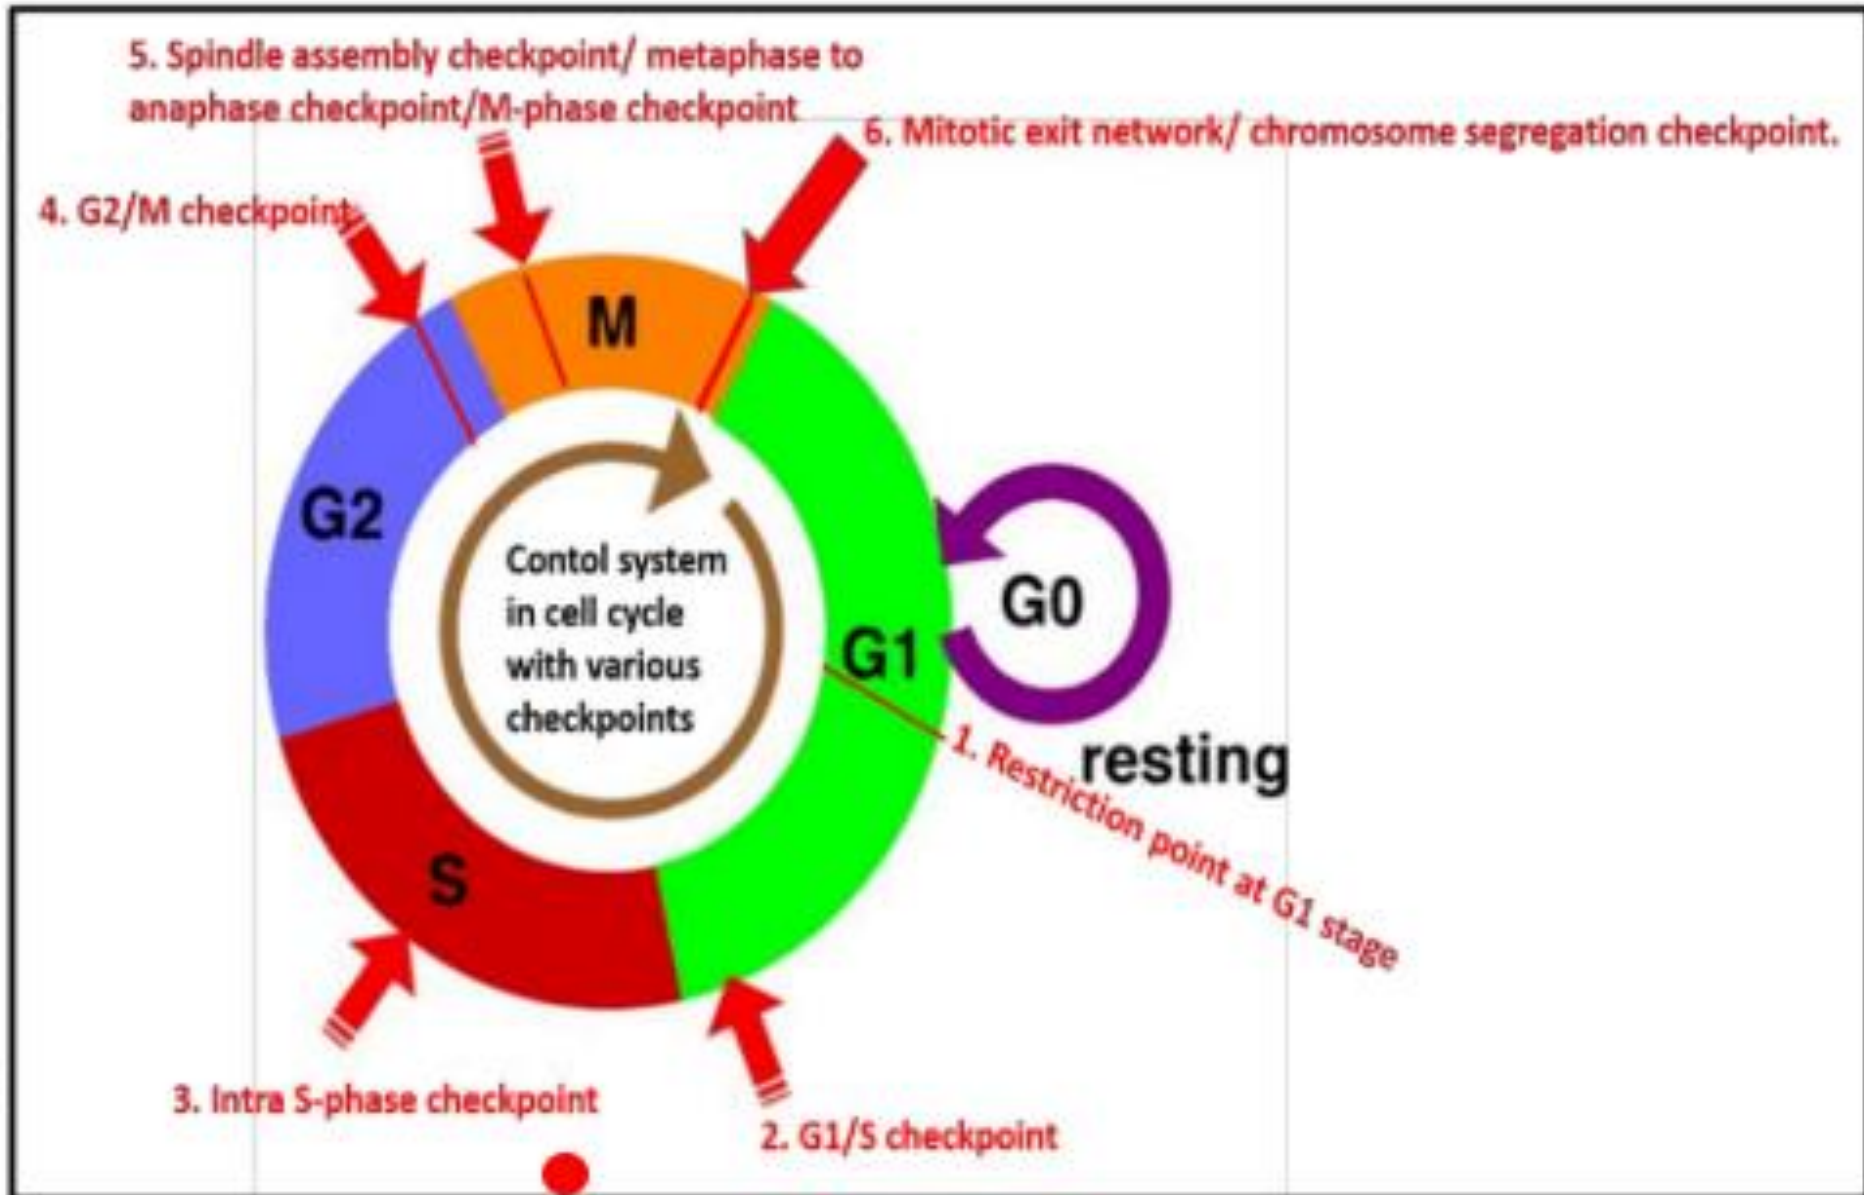 5. Spindle assembly checkpoint/ metaphase to
anaphase checkpoint/M-phase checkpoint
6. Mitotic exit network/ chromosome segregation checkpoint.
4. G2/M checkpoint
M
G2
Contol system
in cell cycle
with various
checkpoints
G1
G0
resting
1. Restriction point at G1 stage
S
3. Intra S-phase checkpoint
2. G1/S checkpoint